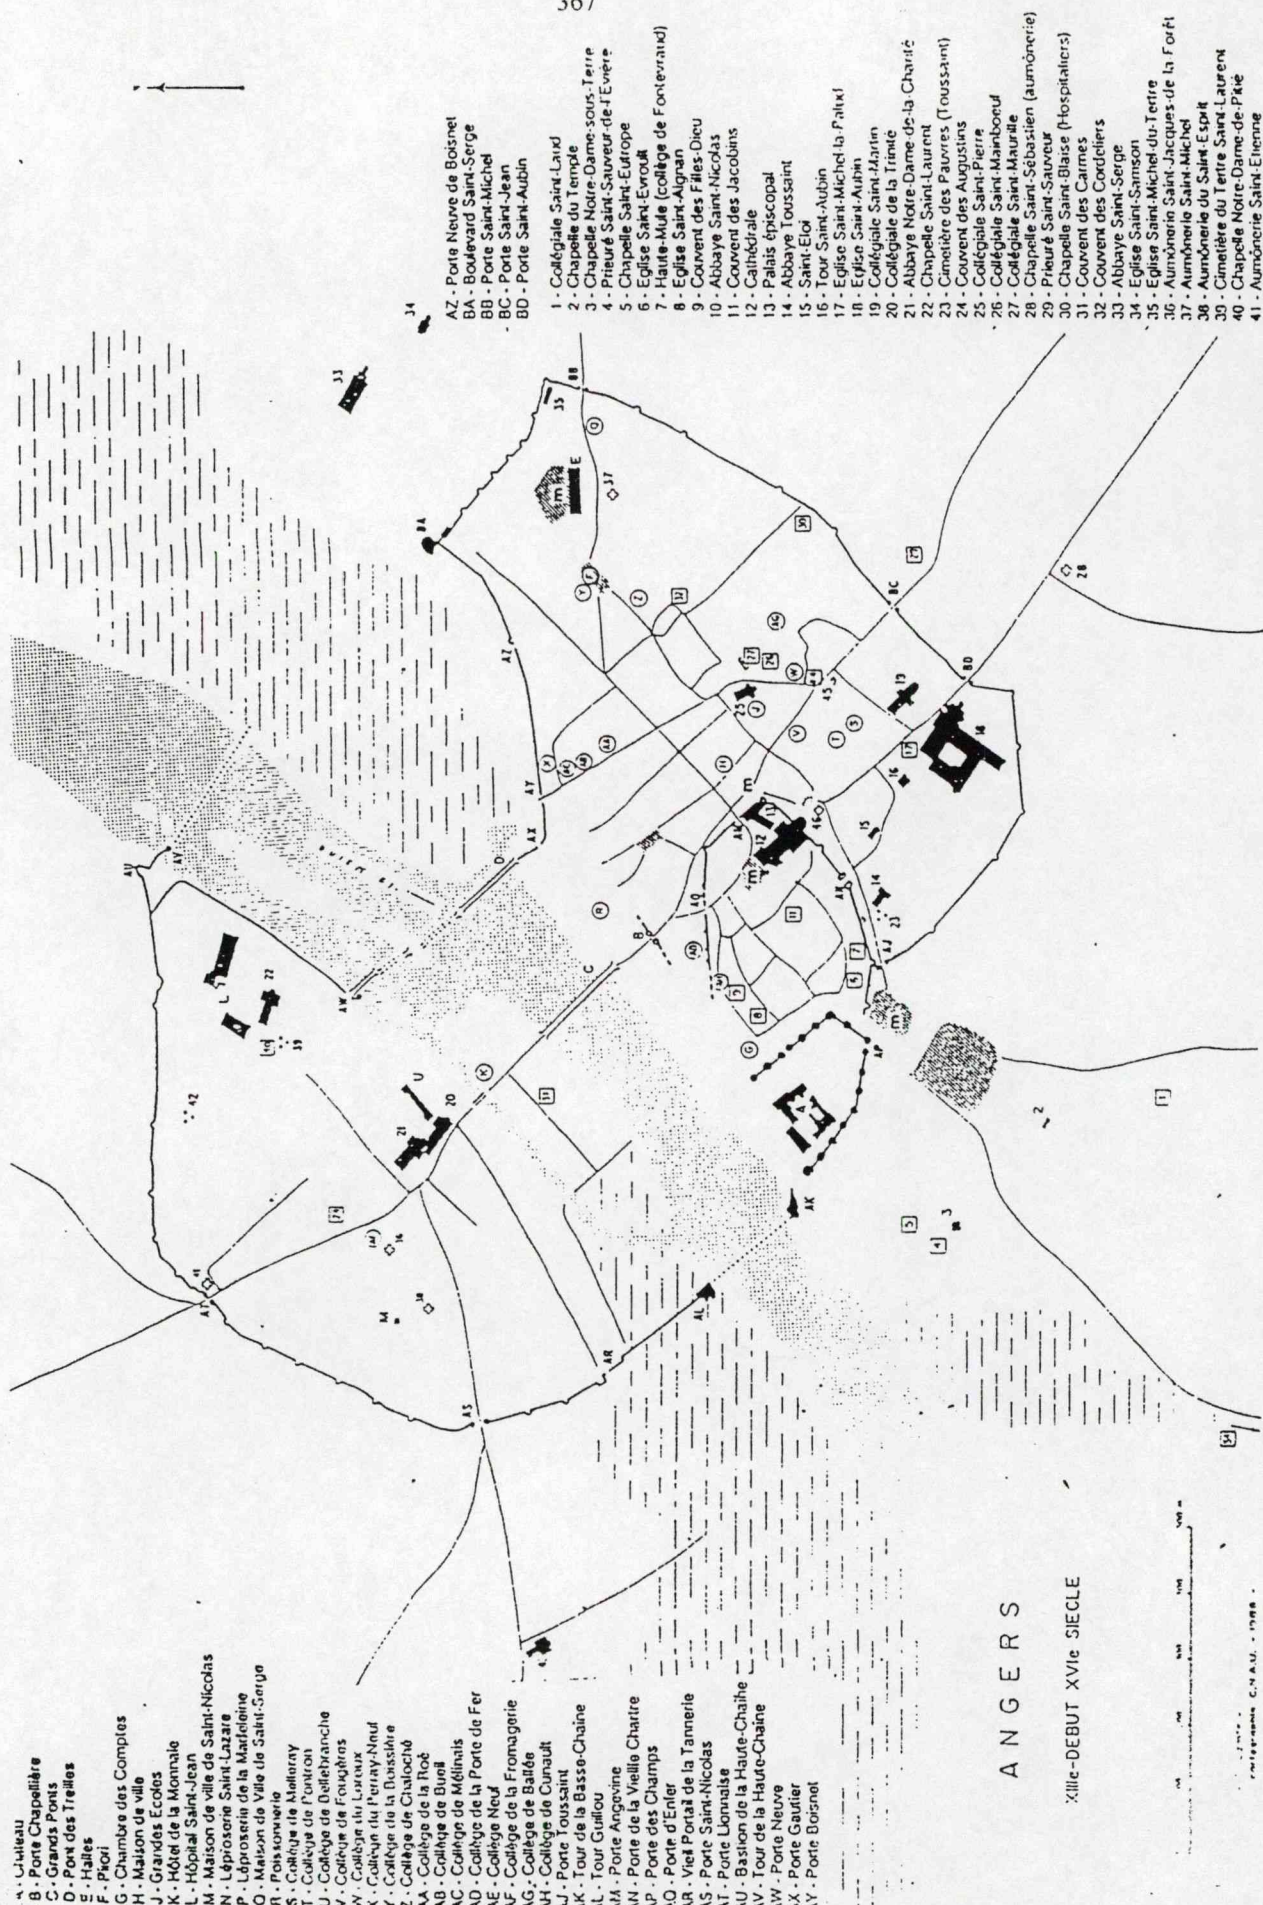 367
A - Château
B - Porte Chapellière
C - Grands Ponts
D - Pont des Treilles
E - Halles
F - Pilori
G - Chambre des Comptes
H - Maison de ville
J - Grandes Ecoles
K - Hôtel de la Monnaie
L - Hôpital Saint-Jean
M - Maison de ville de Saint-Nicolas
N - Léproserie Saint-Lazare
P - Léproserie de la Madeleine
Q - Maison de Ville de Saint-Serge
R - Poissonnerie
S - Collège de Mélleray
T - Collège de Pontron
U - Collège de Bellebranche
V - Collège de Fougères
W - Collège du Loroux
X - Collège du Perray-Neuf
Y - Collège de la Boissière
Z - Collège de Chaloché
AA - Collège de la Roë
AB - Collège de Bueil
AC - Collège de Mélinais
AD - Collège de la Porte de Fer
AE - Collège Neuf
AF - Collège de la Fromagerie
AG - Collège de Ballée
AH - Collège de Cunault
AJ - Porte Toussaint
AK - Tour de la Basse-Chaine
AL - Tour Guillou
AM - Porte Angevine
AN - Porte de la Vieille Chartre
AP - Porte des Champs
AQ - Porte d'Enfer
AR - Vieil Portail de la Tannerie
AS - Porte Saint-Nicolas
AT - Porte Lionnaise
AU - Bastion de la Haute-Chaîne
AV - Tour de la Haute-Chaine
AW - Porte Neuve
AX - Porte Gautier
AY - Porte Boisnet
AZ - Porte Neuve de Boisnet
BA - Boulevard Saint-Serge
BB - Porte Saint-Michel
BC - Porte Saint-Jean
BD - Porte Saint-Aubin
1 - Collégiale Saint-Laud
2 - Chapelle du Temple
3 - Chapelle Notre-Dame-sous-Terre
4 - Prieuré Saint-Sauveur-de-l'Evière
5 - Chapelle Saint-Eutrope
6 - Eglise Saint-Evroult
7 - Haute-Mule (collège de Fontevraud)
8 - Eglise Saint-Aignan
9 - Couvent des Filles-Dieu
10 - Abbaye Saint-Nicolas
11 - Couvent des Jacobins
12 - Cathédrale
13 - Palais épiscopal
14 - Abbaye Toussaint
15 - Saint-Eloi
16 - Tour Saint-Aubin
17 - Eglise Saint-Michel-la-Palud
18 - Eglise Saint-Aubin
19 - Collégiale Saint-Martin
20 - Collégiale de la Trinité
21 - Abbaye Notre-Dame-de-la-Charité
22 - Chapelle Saint-Laurent
23 - Cimetière des Pauvres (Toussaint)
24 - Couvent des Augustins
25 - Collégiale Saint-Pierre
26 - Collégiale Saint-Mainboeuf
27 - Collégiale Saint-Maurille
28 - Chapelle Saint-Sébastien (aumônerie)
29 - Prieuré Saint-Sauveur
30 - Chapelle Saint-Blaise (Hospitaliers)
31 - Couvent des Carmes
32 - Couvent des Cordeliers
33 - Abbaye Saint-Serge
34 - Eglise Saint-Samson
35 - Eglise Saint-Michel-du-Tertre
36 - Aumônerie Saint-Jacques-de la Forêt
37 - Aumônerie Saint-Michel
38 - Aumônerie du Saint-Esprit
39 - Cimetière du Tertre Saint-Laurent
40 - Chapelle Notre-Dame-de-Pitié
41 - Aumônerie Saint-Etienne
ANGERS
XIIIe-DEBUT XVIe SIECLE